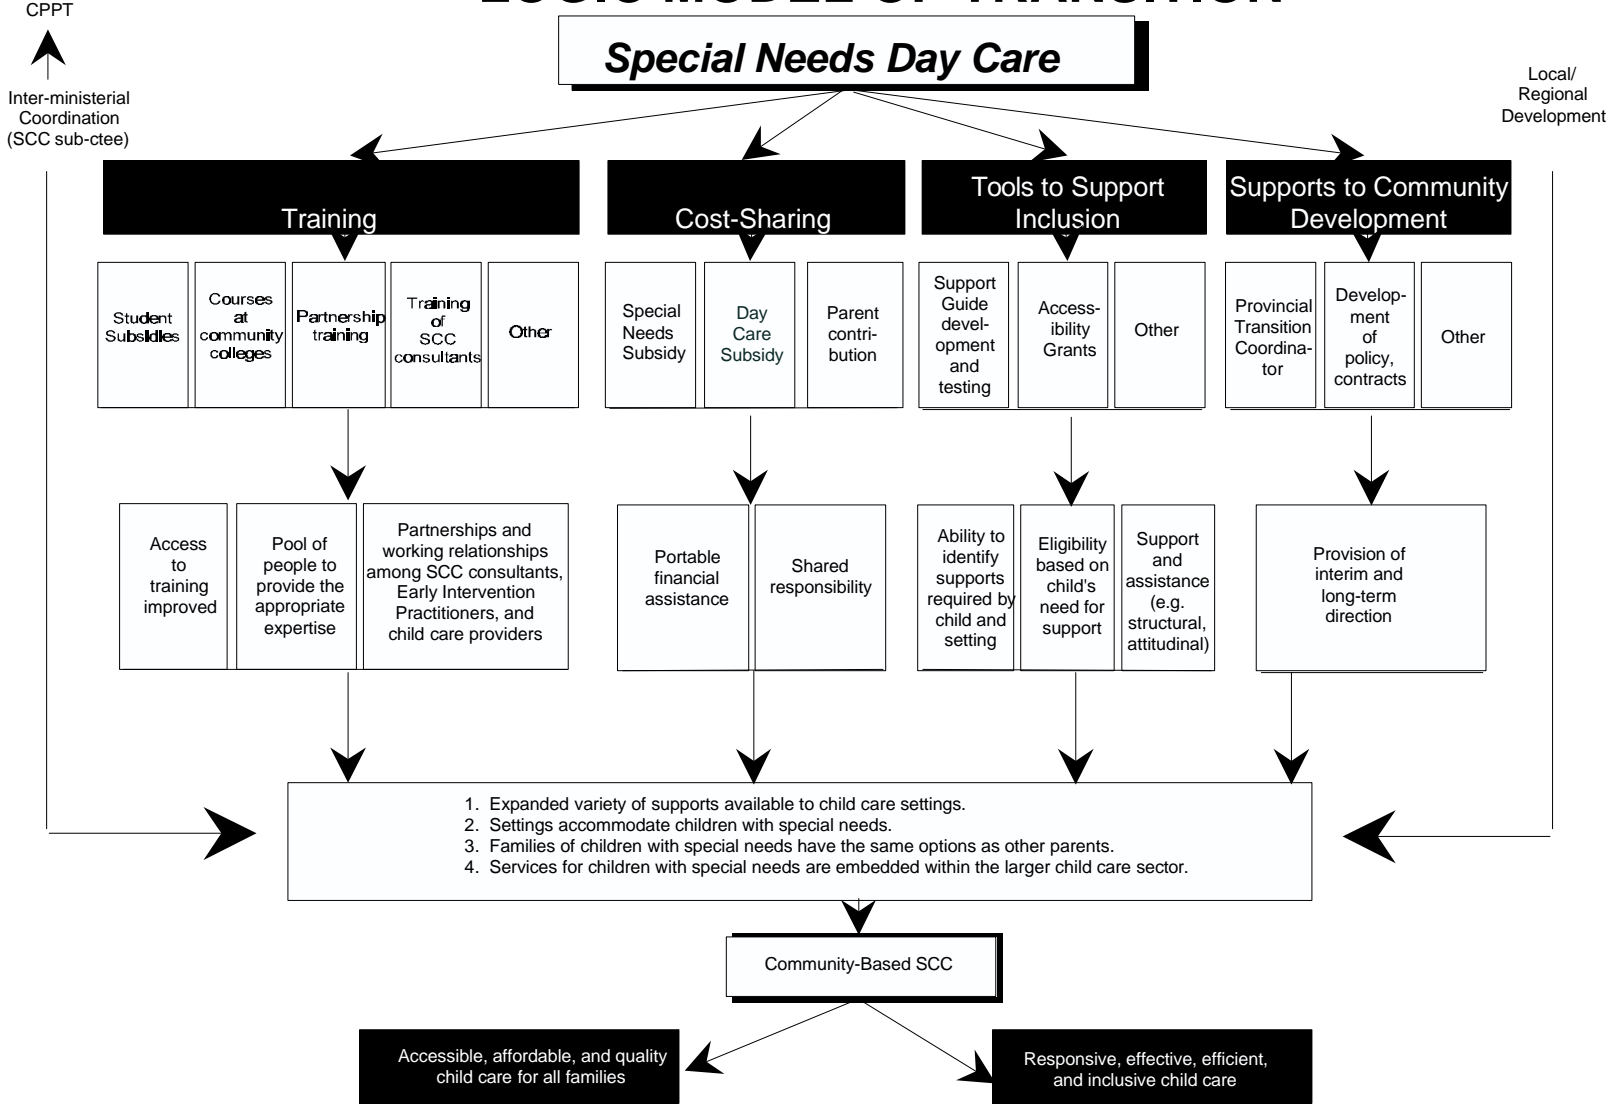 LOGIC MODEL OF TRANSITION
CPPT
Special Needs Day Care
Inter-ministerial
Coordination
(SCC sub-ctee)
Local/
Regional
Development
Training
Cost-Sharing
Tools to Support
Inclusion
Supports to Community
Development
Student
Subsidies
Courses
at
community
colleges
Partnership
training
Training
of
SCC
consultants
Other
Special
Needs
Subsidy
Day
Care
Subsidy
Parent
contri-
bution
Support
Guide
devel-
opment
and
testing
Access-
ibility
Grants
Other
Provincial
Transition
Coordina-
tor
Develop-
ment
of
policy,
contracts
Other
Access
to
training
improved
Pool of
people to
provide the
appropriate
expertise
Partnerships and
working relationships
among SCC consultants,
Early Intervention
Practitioners, and
child care providers
Portable
financial
assistance
Shared
responsibility
Ability to
identify
supports
required by
child and
setting
Eligibility
based on
child's
need for
support
Support
and
assistance
(e.g.
structural,
attitudinal)
Provision of
interim and
long-term
direction
1. Expanded variety of supports available to child care settings.
2. Settings accommodate children with special needs.
3. Families of children with special needs have the same options as other parents.
4. Services for children with special needs are embedded within the larger child care sector.
Community-Based SCC
Accessible, affordable, and quality
child care for all families
Responsive, effective, efficient,
and inclusive child care